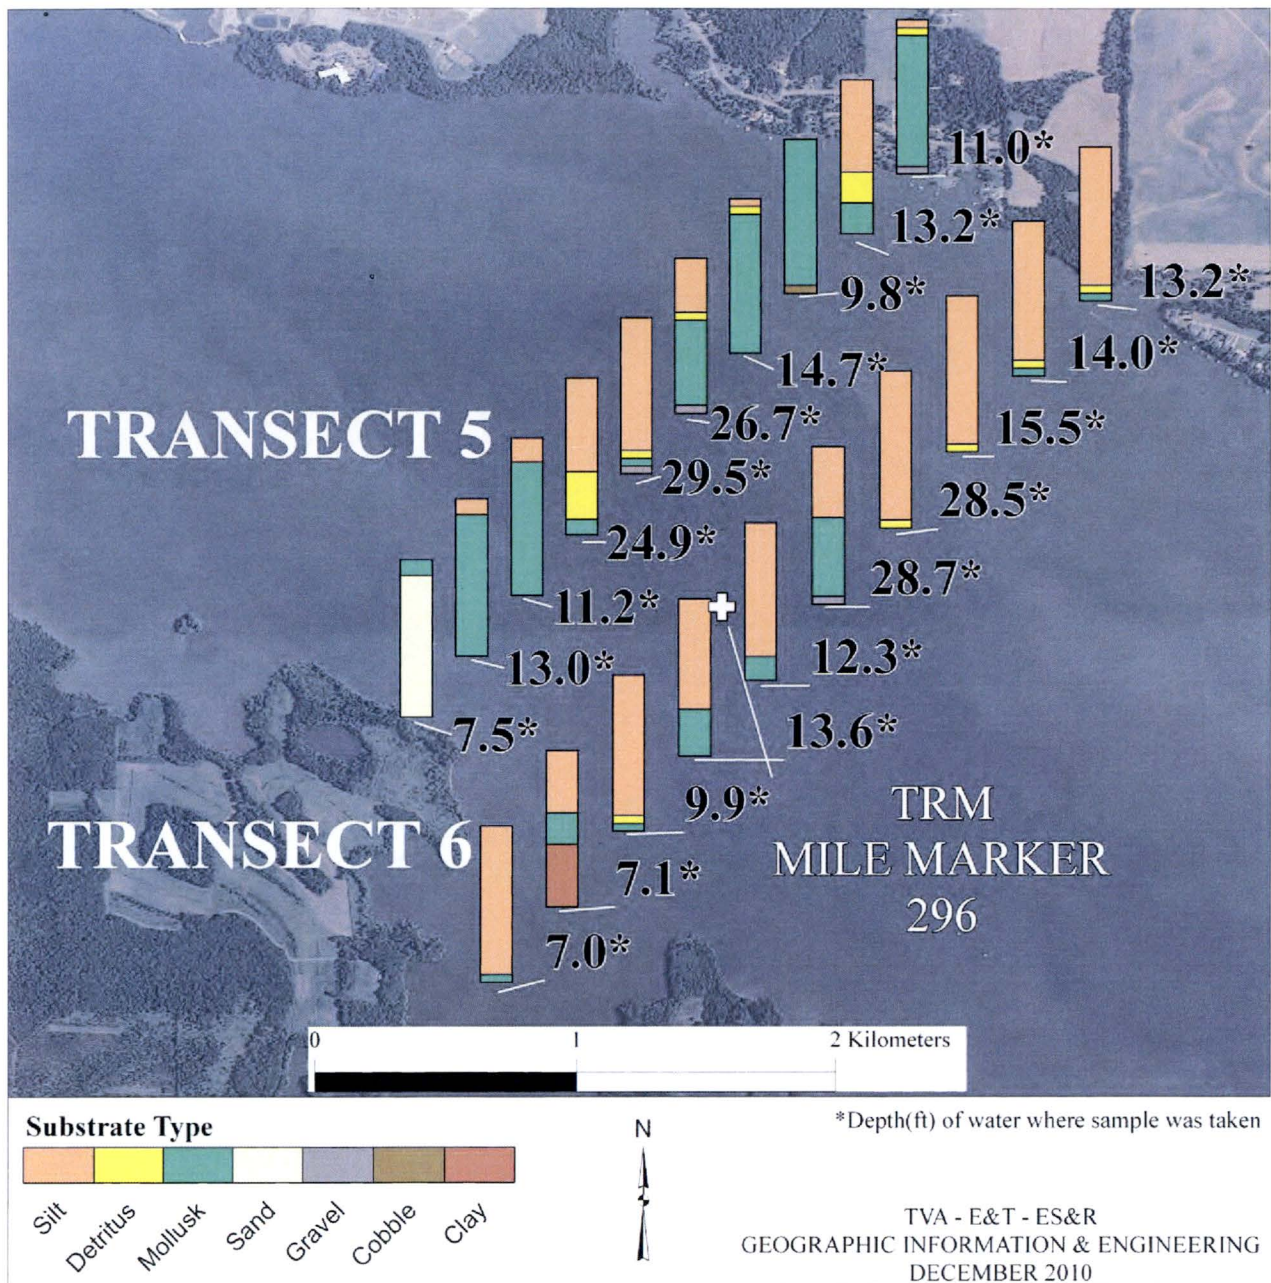 11.0*
13.2*
9.8*
14.7*
26.7*
29.5*
24.9*
11.2*
13.0*
7.5*
TRANSECT 5
13.2*
14.0*
15.5*
28.5*
28.7*
12.3*
13.6*
9.9*
7.1*
7.0*
TRANSECT 6
TRM
MILE MARKER
296
0 1 2 Kilometers
Substrate Type
Silt
Detritus
Mollusk
Sand
Gravel
Cobble
Clay
N
*Depth(ft) of water where sample was taken
TVA - E&T - ES&R
GEOGRAPHIC INFORMATION & ENGINEERING
DECEMBER 2010